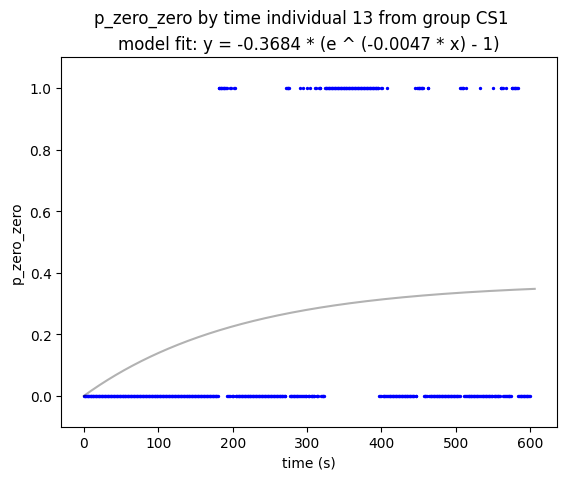 p_zero_zero by time individual 13 from group CS1
model fit: y = -0.3684 * (e ^ (-0.0047 * x) - 1)
1.0
0.8
0.6
0.4
0.2
0.0
p_zero_zero
0 100 200 300 400 500 600
time (s)